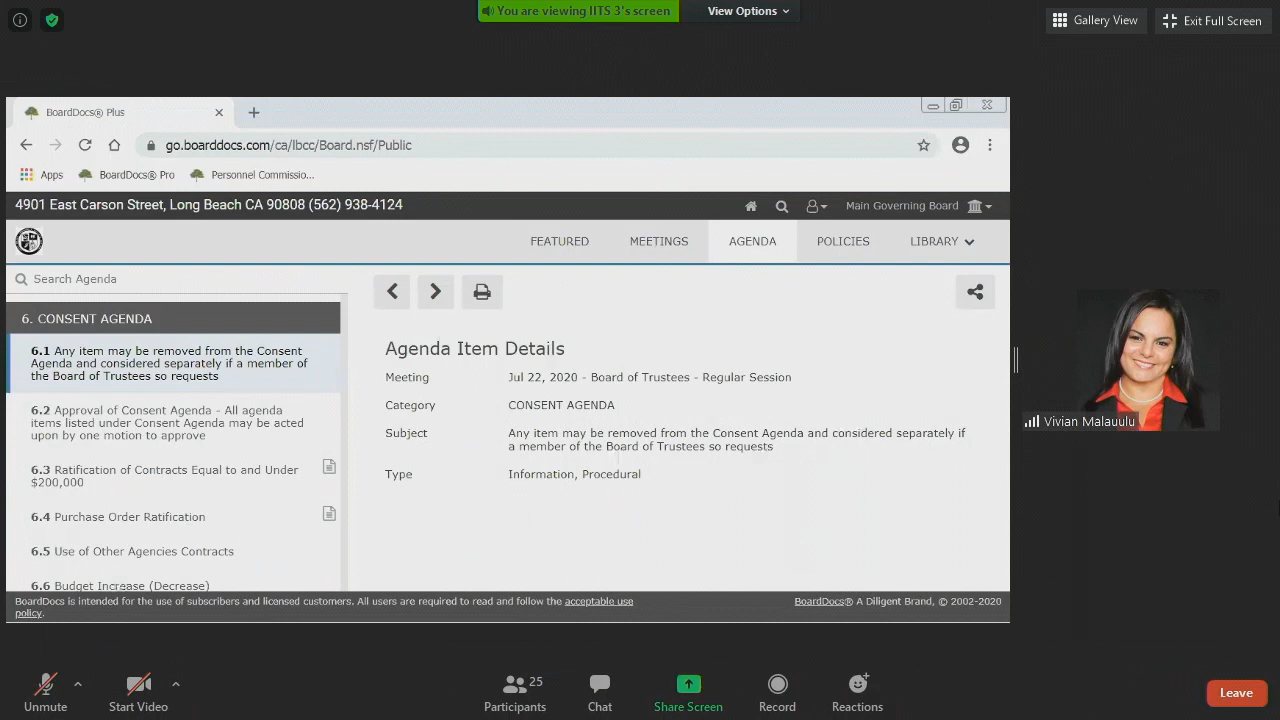 You are viewing IITS 3's screen
View Options
Gallery View
Exit Full Screen
BoardDocs® Plus
go.boarddocs.com/ca/lbcc/Board.nsf/Public
Apps
BoardDocs® Pro
Personnel Commissio...
4901 East Carson Street, Long Beach CA 90808 (562) 938-4124
Main Governing Board
FEATURED
MEETINGS
AGENDA
POLICIES
LIBRARY
Search Agenda
6. CONSENT AGENDA
6.1 Any item may be removed from the Consent
Agenda and considered separately if a member of
the Board of Trustees so requests
6.2 Approval of Consent Agenda - All agenda
items listed under Consent Agenda may be acted
upon by one motion to approve
6.3 Ratification of Contracts Equal to and Under
$200,000
6.4 Purchase Order Ratification
6.5 Use of Other Agencies Contracts
6.6 Budget Increase (Decrease)
Agenda Item Details
Meeting
Jul 22, 2020 - Board of Trustees - Regular Session
Category
CONSENT AGENDA
Subject
Any item may be removed from the Consent Agenda and considered separately if
a member of the Board of Trustees so requests
Type
Information, Procedural
BoardDocs is intended for the use of subscribers and licensed customers. All users are required to read and follow the acceptable use
policy.
BoardDocs® A Diligent Brand, © 2002-2020
Vivian Malauulu
Unmute
Start Video
25
Participants
Chat
Share Screen
Record
Reactions
Leave